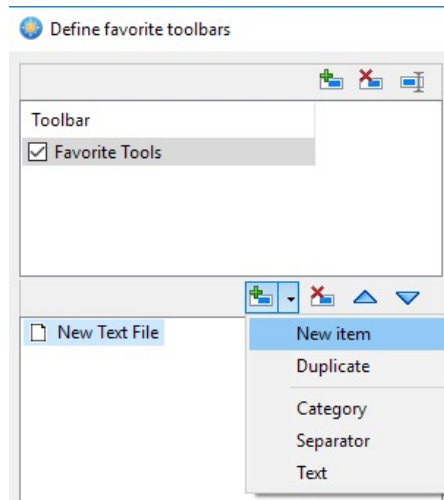 Define favorite toolbars
Toolbar
Favorite Tools
New Text File
New item
Duplicate
Category
Separator
Text